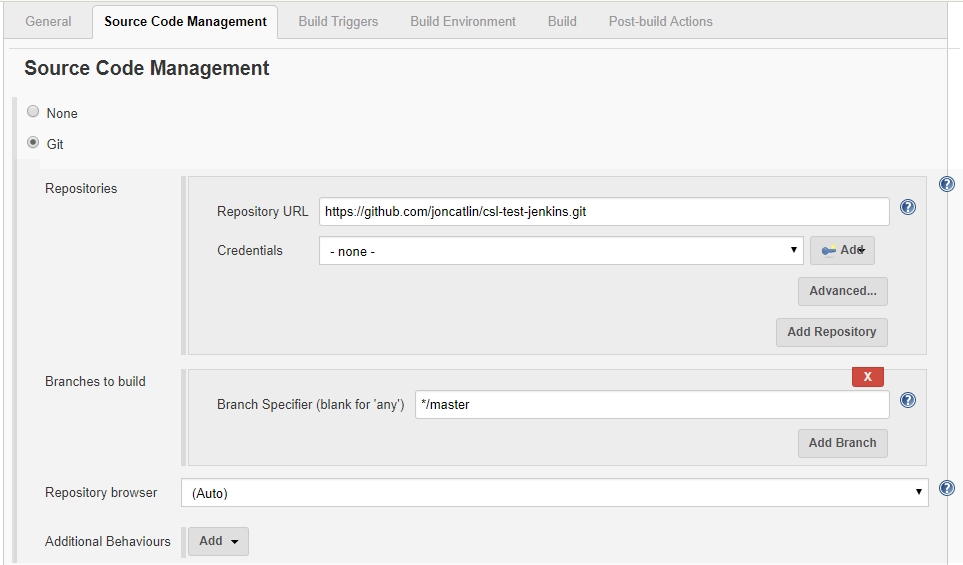 General Source Code Management Build Triggers Build Environment Build Post-build Actions
Source Code Management
None
Git
Repositories
?
Repository URL https://github.com/joncatlin/csl-test-jenkins.git ?
Credentials - none - Add
Advanced...
Add Repository
Branches to build
X
Branch Specifier (blank for 'any') */master ?
Add Branch
Repository browser (Auto) ?
Additional Behaviours Add